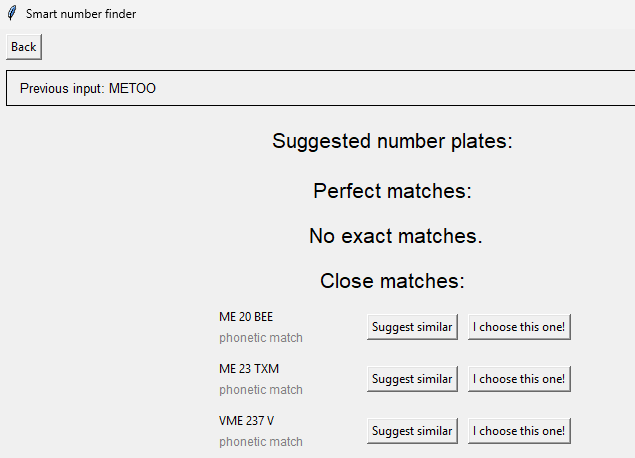 Smart number finder
Back
Previous input: METOO
Suggested number plates:
Perfect matches:
No exact matches.
Close matches:
ME 20 BEE
phonetic match
Suggest similar
I choose this one!
ME 23 TXM
phonetic match
Suggest similar
I choose this one!
VME 237 V
phonetic match
Suggest similar
I choose this one!